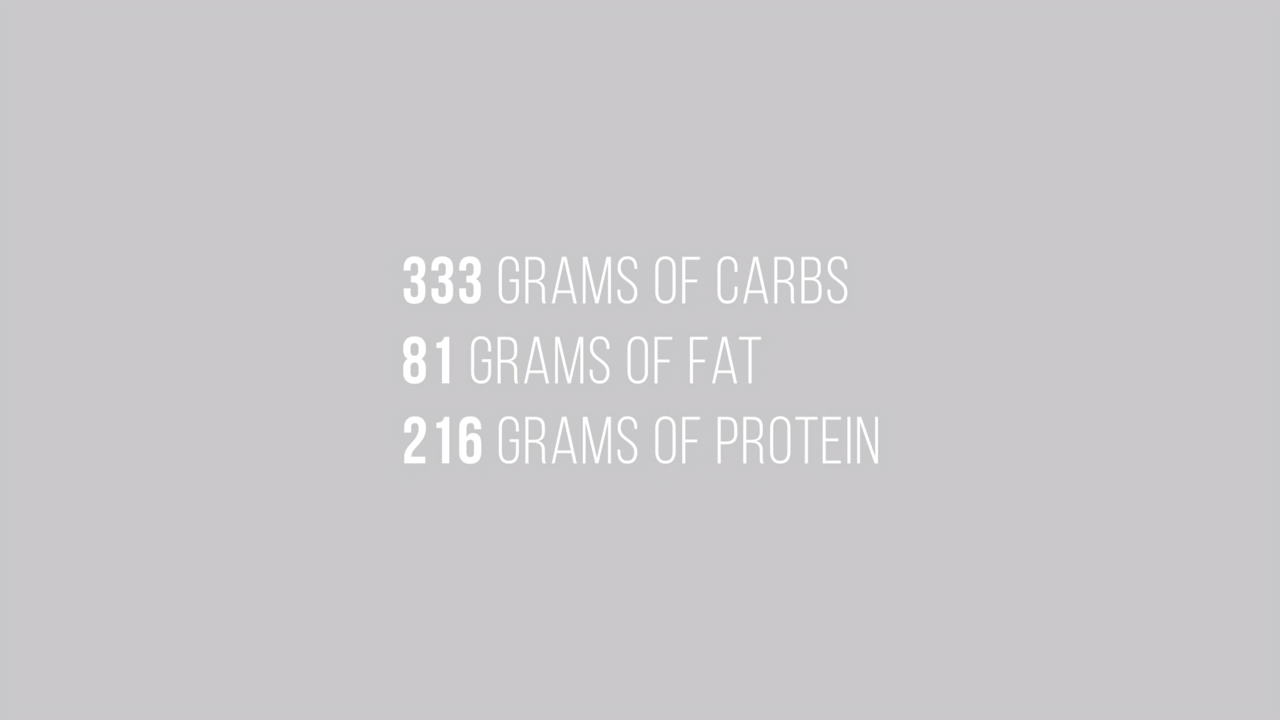 333 GRAMS OF CARBS
81 GRAMS OF FAT
216 GRAMS OF PROTEIN